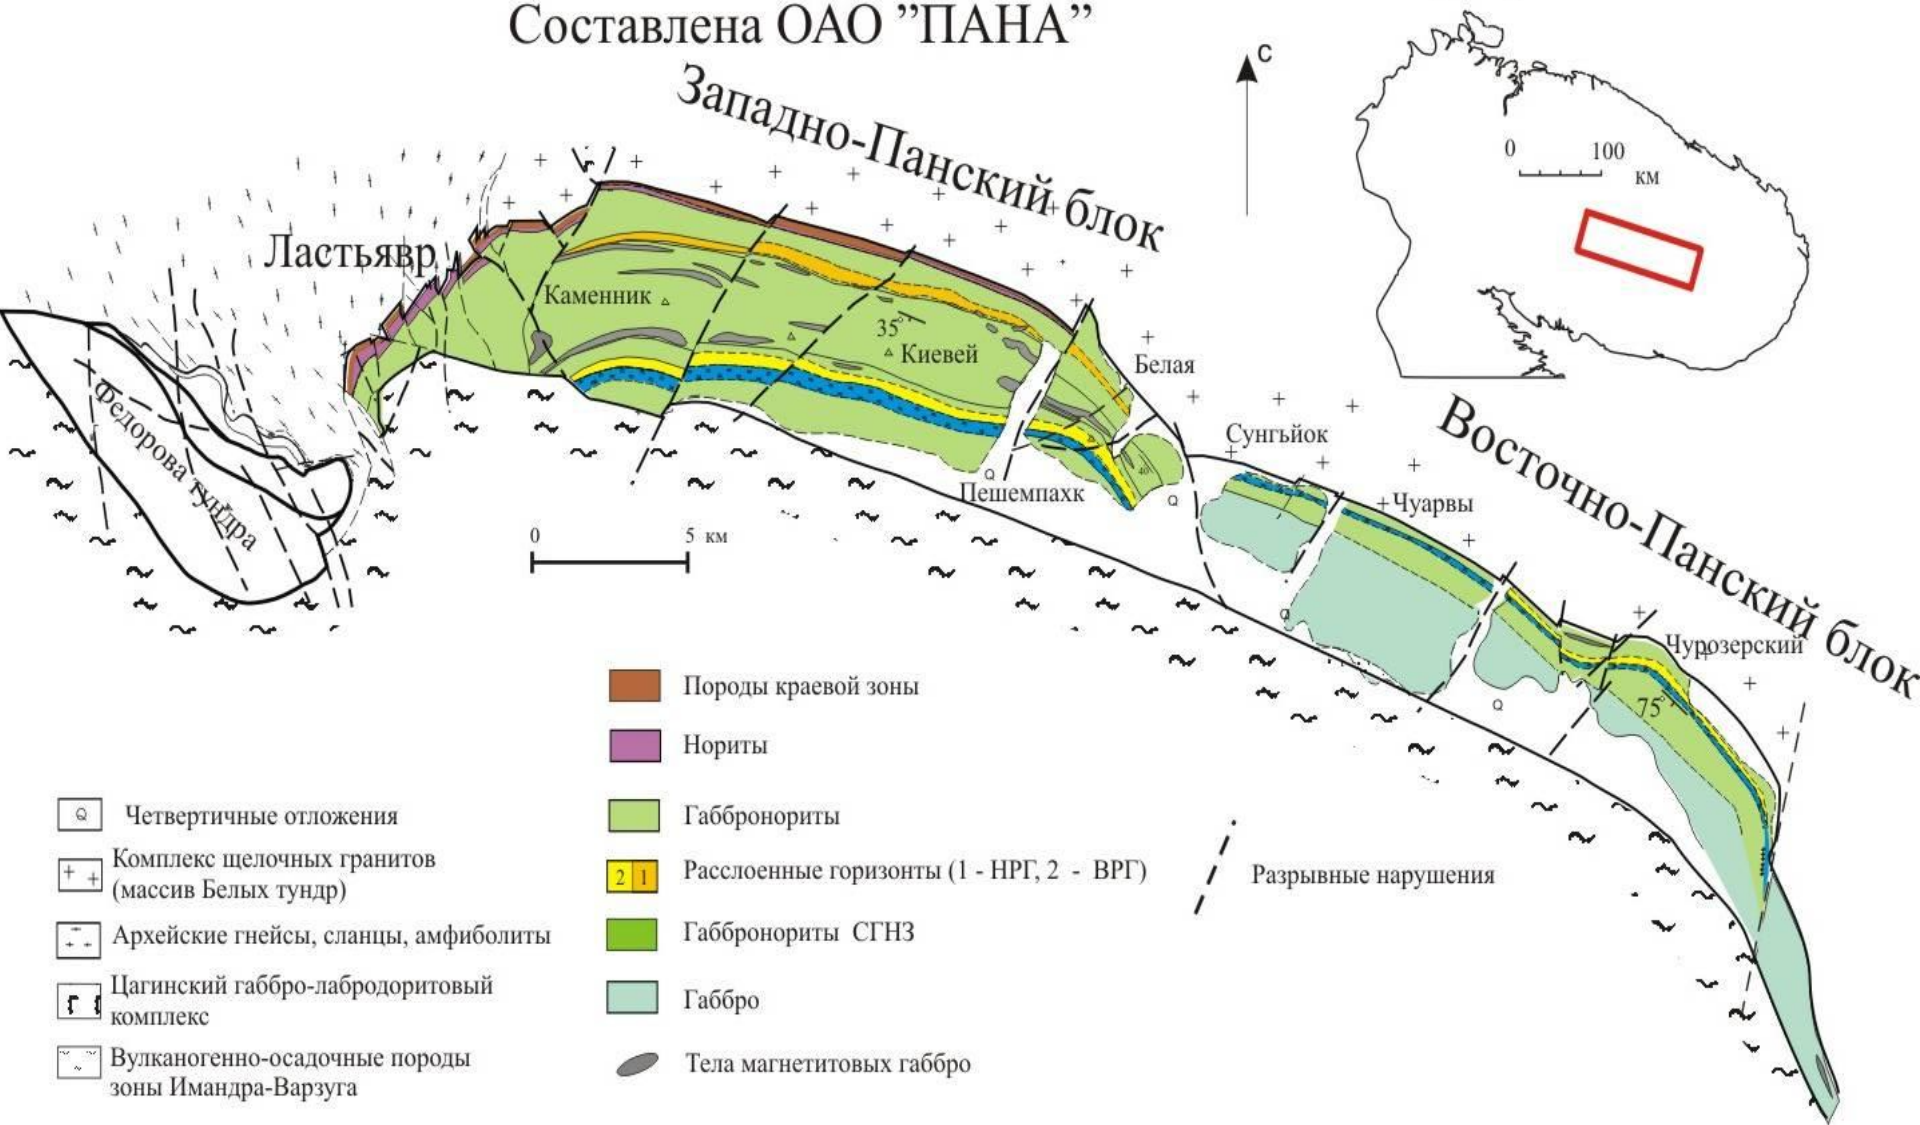 Составлена ОАО ”ПАНА”
Западно-Панский блок
С
0 100
км
Ластьявр
Каменник
35°
Киевей
Белая
Федорова тундра
Сунгьйок
Восточно-Панский блок
40
Q
Пешемпахк
Q
Чуарвы
0 5 км
Q
Чурозерский
75°
Q
Породы краевой зоны
Нориты
Габбронориты
2 1 Расслоенные горизонты (1 - НРГ, 2 - ВРГ)
Габбронориты СГНЗ
Габбро
Тела магнетитовых габбро
Q Четвертичные отложения
Комплекс щелочных гранитов
(массив Белых тундр)
Архейские гнейсы, сланцы, амфиболиты
Цагинский габбро-лабродоритовый
комплекс
Вулканогенно-осадочные породы
зоны Имандра-Варзуга
Разрывные нарушения